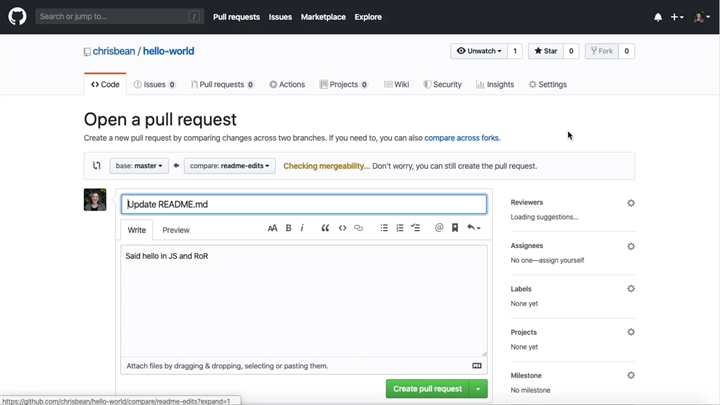 Search or jump to... /
Pull requests Issues Marketplace Explore
chrisbean / hello-world
Unwatch 1 Star 0 Fork 0
Code Issues 0 Pull requests 0 Actions Projects 0 Wiki Security Insights Settings
Open a pull request
Create a new pull request by comparing changes across two branches. If you need to, you can also compare across forks.
base: master compare: readme-edits Checking mergeability... Don't worry, you can still create the pull request.
Update README.md
Write Preview
AA B i
Said hello in JS and RoR
Attach files by dragging & dropping, selecting or pasting them.
Create pull request
Reviewers
Loading suggestions...
Assignees
No one—assign yourself
Labels
None yet
Projects
None yet
Milestone
No milestone
https://github.com/chrisbean/hello-world/compare/readme-edits?expand=1